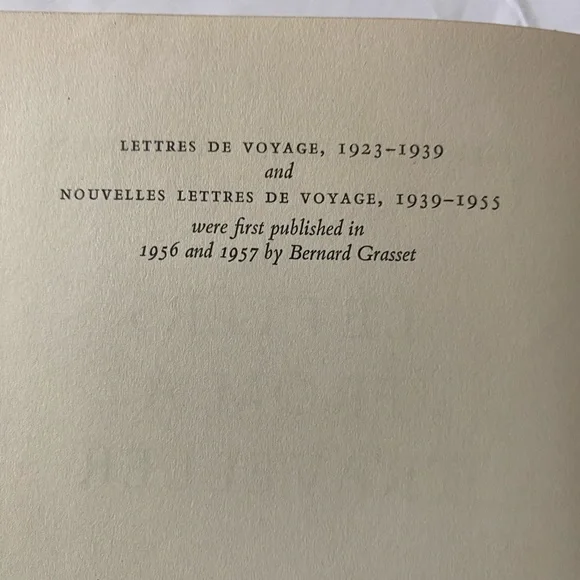 LETTRES DE VOYAGE, 1923–1939
and
NOUVELLES LETTRES DE VOYAGE, 1939–1955
were first published in
1956 and 1957 by Bernard Grasset